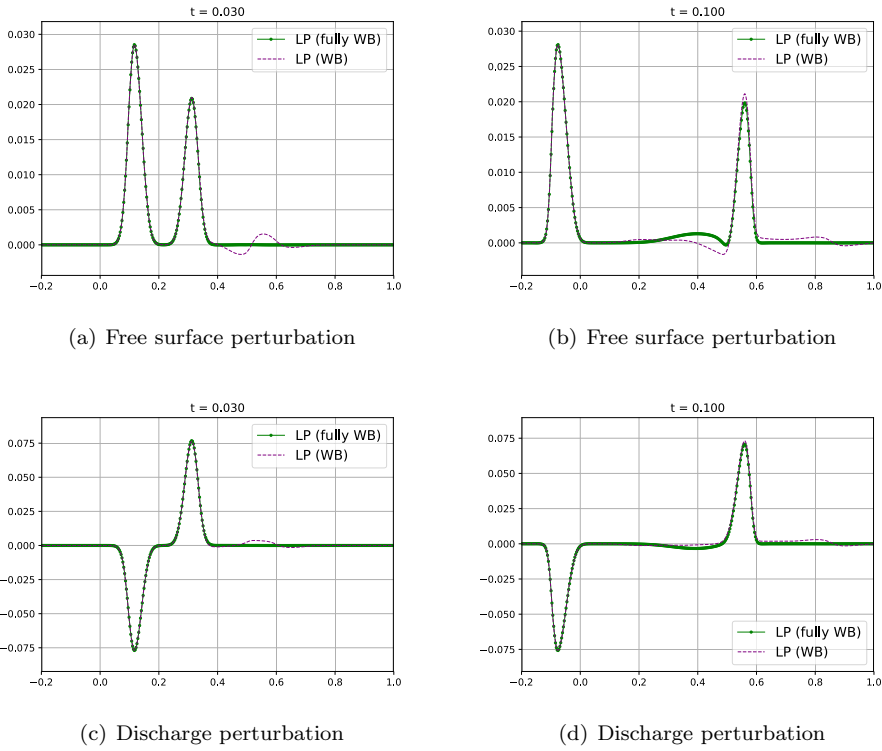 t = 0.030
LP (fully WB)
LP (WB)
0.030
0.025
0.020
0.015
0.010
0.005
0.000
−0.2 0.0 0.2 0.4 0.6 0.8 1.0
(a) Free surface perturbation
t = 0.100
LP (fully WB)
LP (WB)
0.030
0.025
0.020
0.015
0.010
0.005
0.000
−0.2 0.0 0.2 0.4 0.6 0.8 1.0
(b) Free surface perturbation
t = 0.030
LP (fully WB)
LP (WB)
0.075
0.050
0.025
0.000
−0.025
−0.050
−0.075
−0.2 0.0 0.2 0.4 0.6 0.8 1.0
(c) Discharge perturbation
t = 0.100
0.075
0.050
0.025
0.000
−0.025
−0.050
−0.075
LP (fully WB)
LP (WB)
−0.2 0.0 0.2 0.4 0.6 0.8 1.0
(d) Discharge perturbation